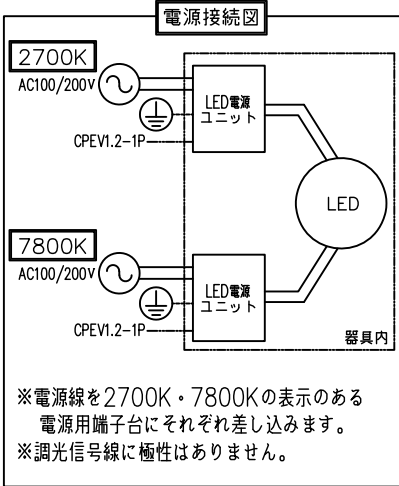 電源接続図
2700K
AC100/200V
LED電源
ユニット
CPEV1.2-1P
LED
7800K
AC100/200V
LED電源
ユニット
CPEV1.2-1P
器具内
※電源線を2700K・7800Kの表示のある
電源用端子台にそれぞれ差し込みます。
※調光信号線に極性はありません。